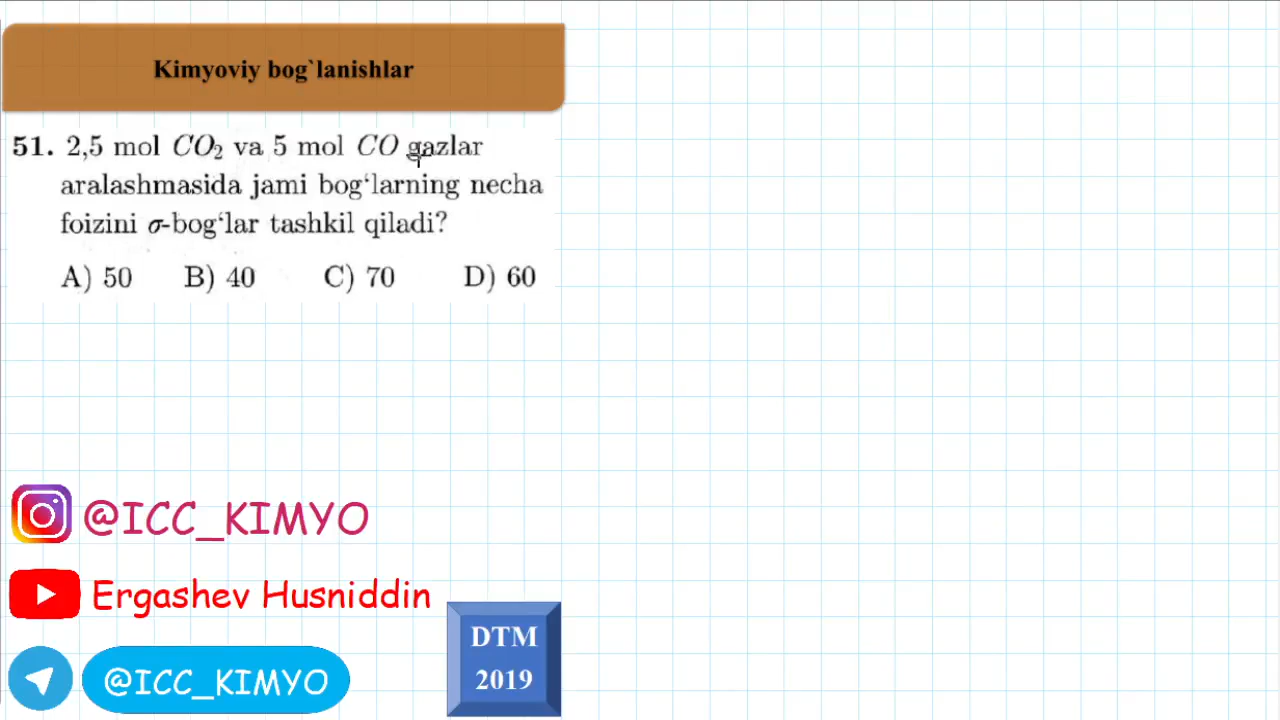 Kimyoviy bog`lanishlar
51. 2,5 mol CO₂ va 5 mol CO gazlar
aralashmasida jami bog‘larning necha
foizini σ-bog‘lar tashkil qiladi?
A) 50 B) 40 C) 70 D) 60
@ICC_KIMYO
Ergashev Husniddin
@ICC_KIMYO
DTM
2019